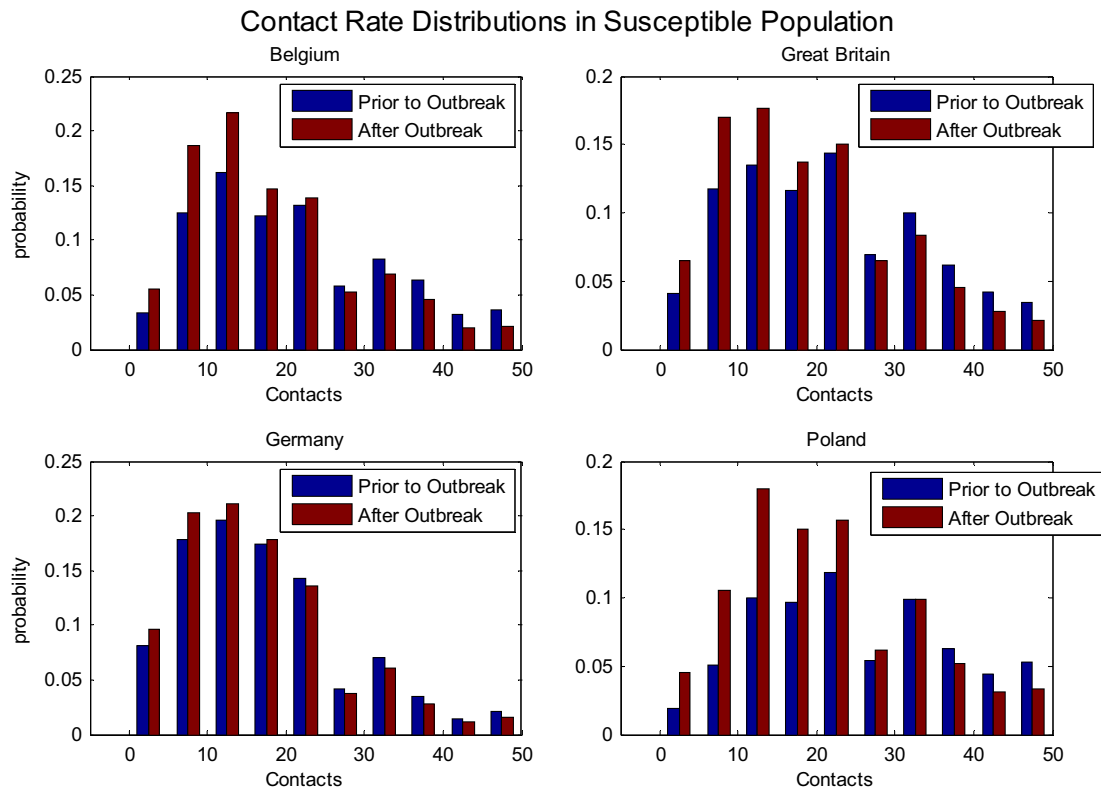 Contact Rate Distributions in Susceptible Population
Belgium
0.25
0.2
0.15
0.1
0.05
0
probability
0 10 20 30 40 50
Contacts
Prior to Outbreak
After Outbreak
Great Britain
0.2
0.15
0.1
0.05
0
0 10 20 30 40 50
Contacts
Prior to Outbreak
After Outbreak
Germany
0.25
0.2
0.15
0.1
0.05
0
probability
0 10 20 30 40 50
Contacts
Prior to Outbreak
After Outbreak
Poland
0.2
0.15
0.1
0.05
0
0 10 20 30 40 50
Contacts
Prior to Outbreak
After Outbreak